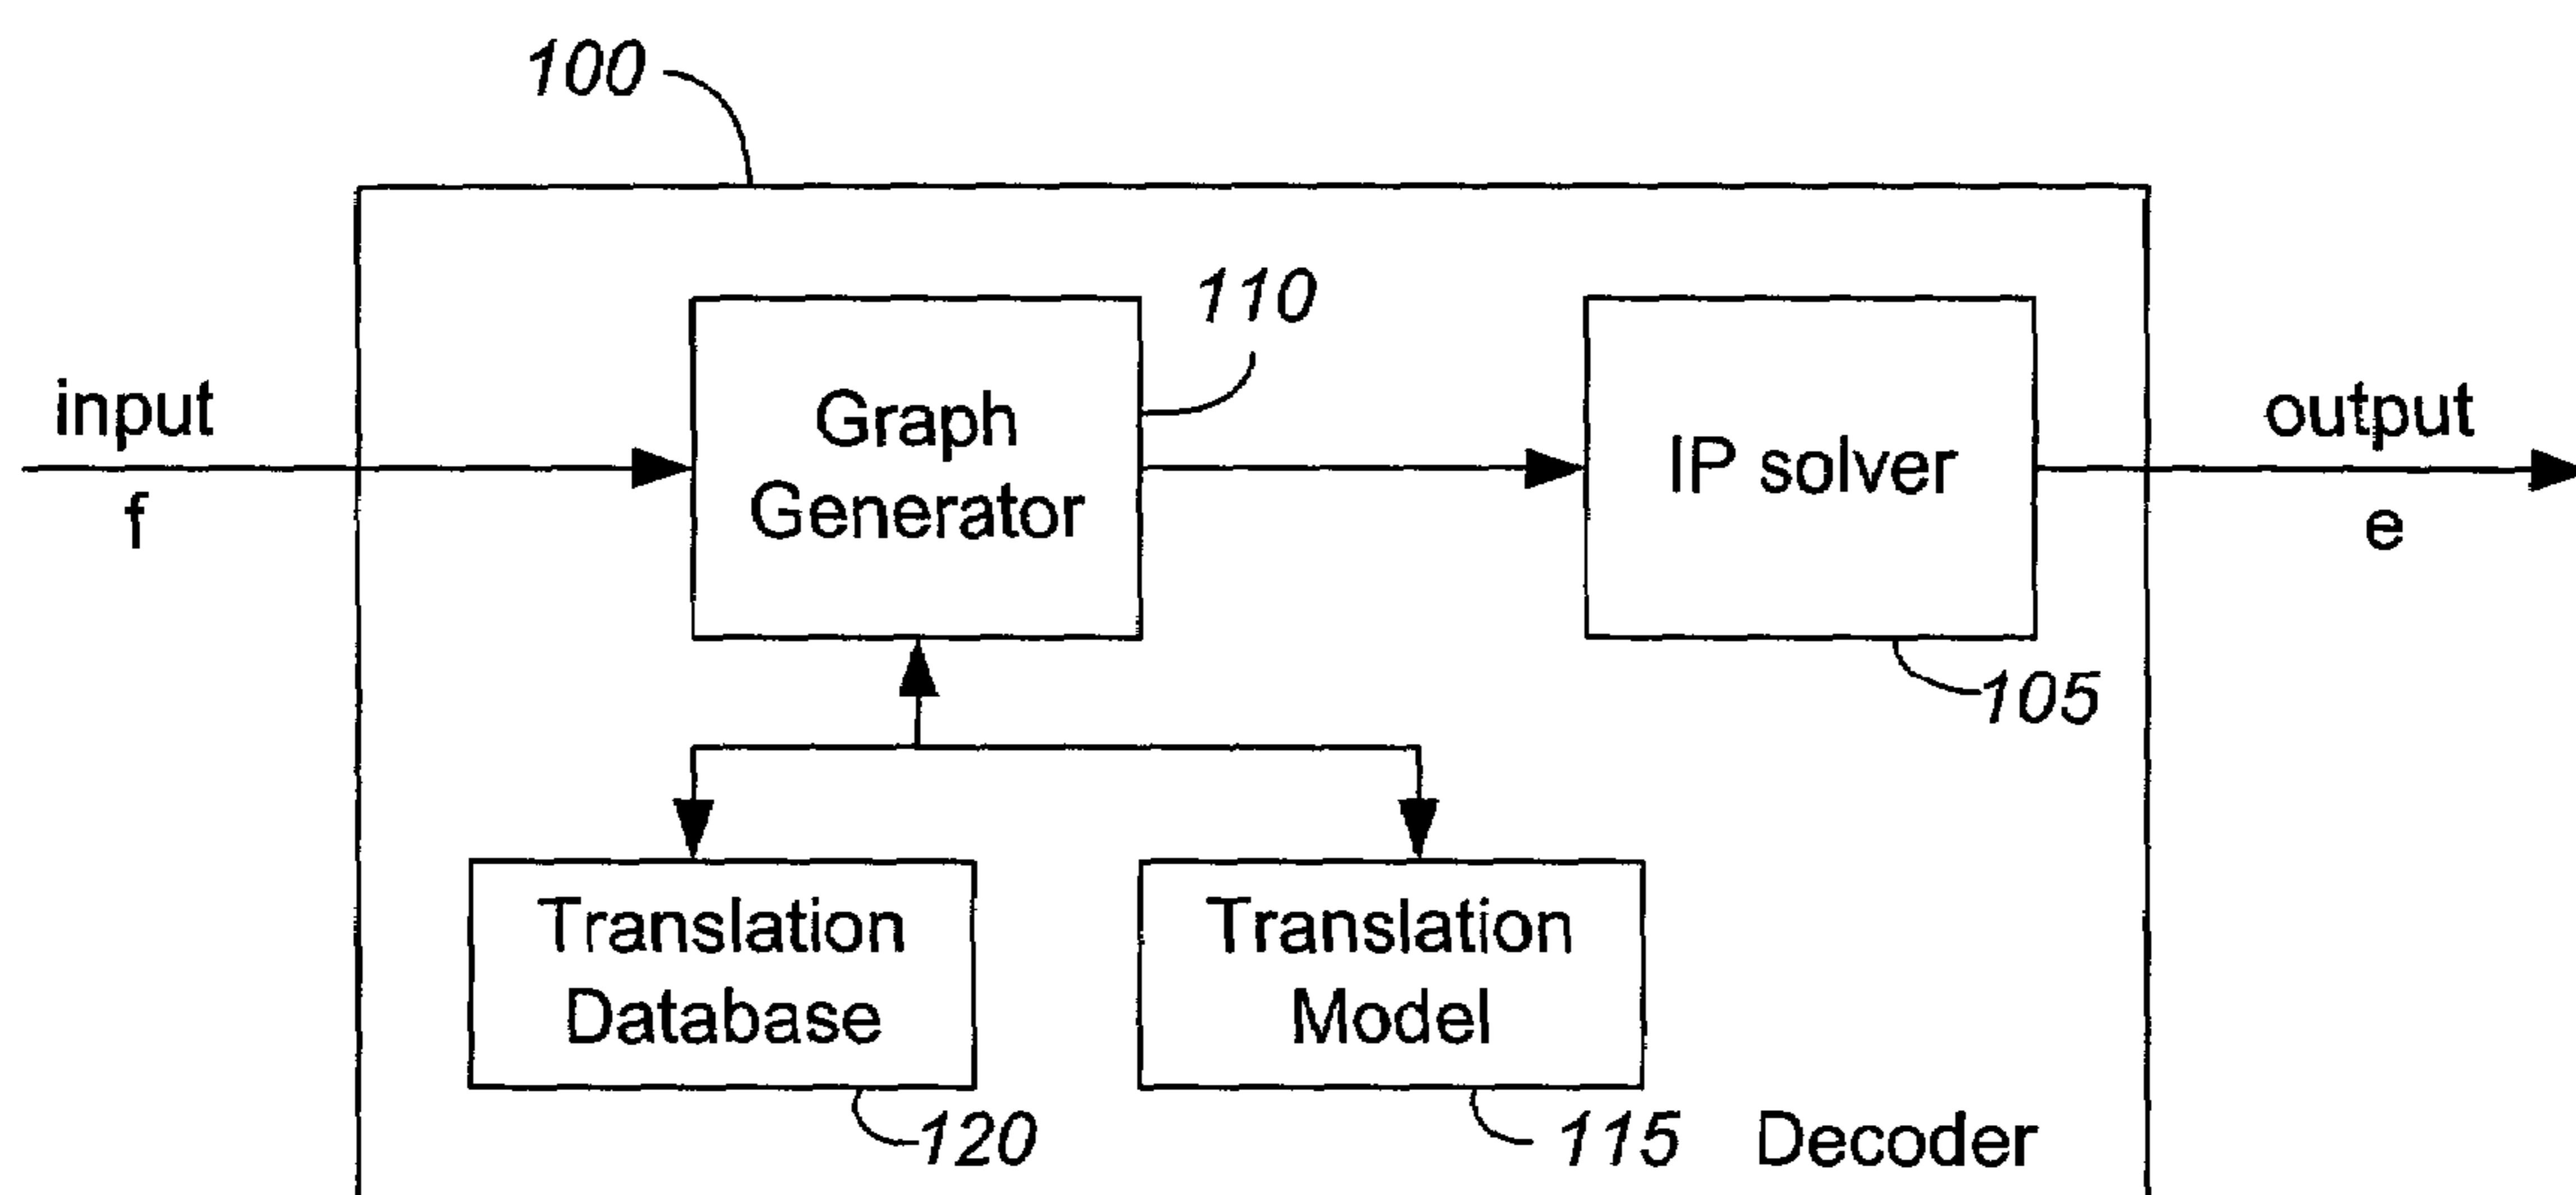 100
110
input
f
Graph
Generator
IP solver
output
e
105
Translation
Database
Translation
Model
120
115
Decoder